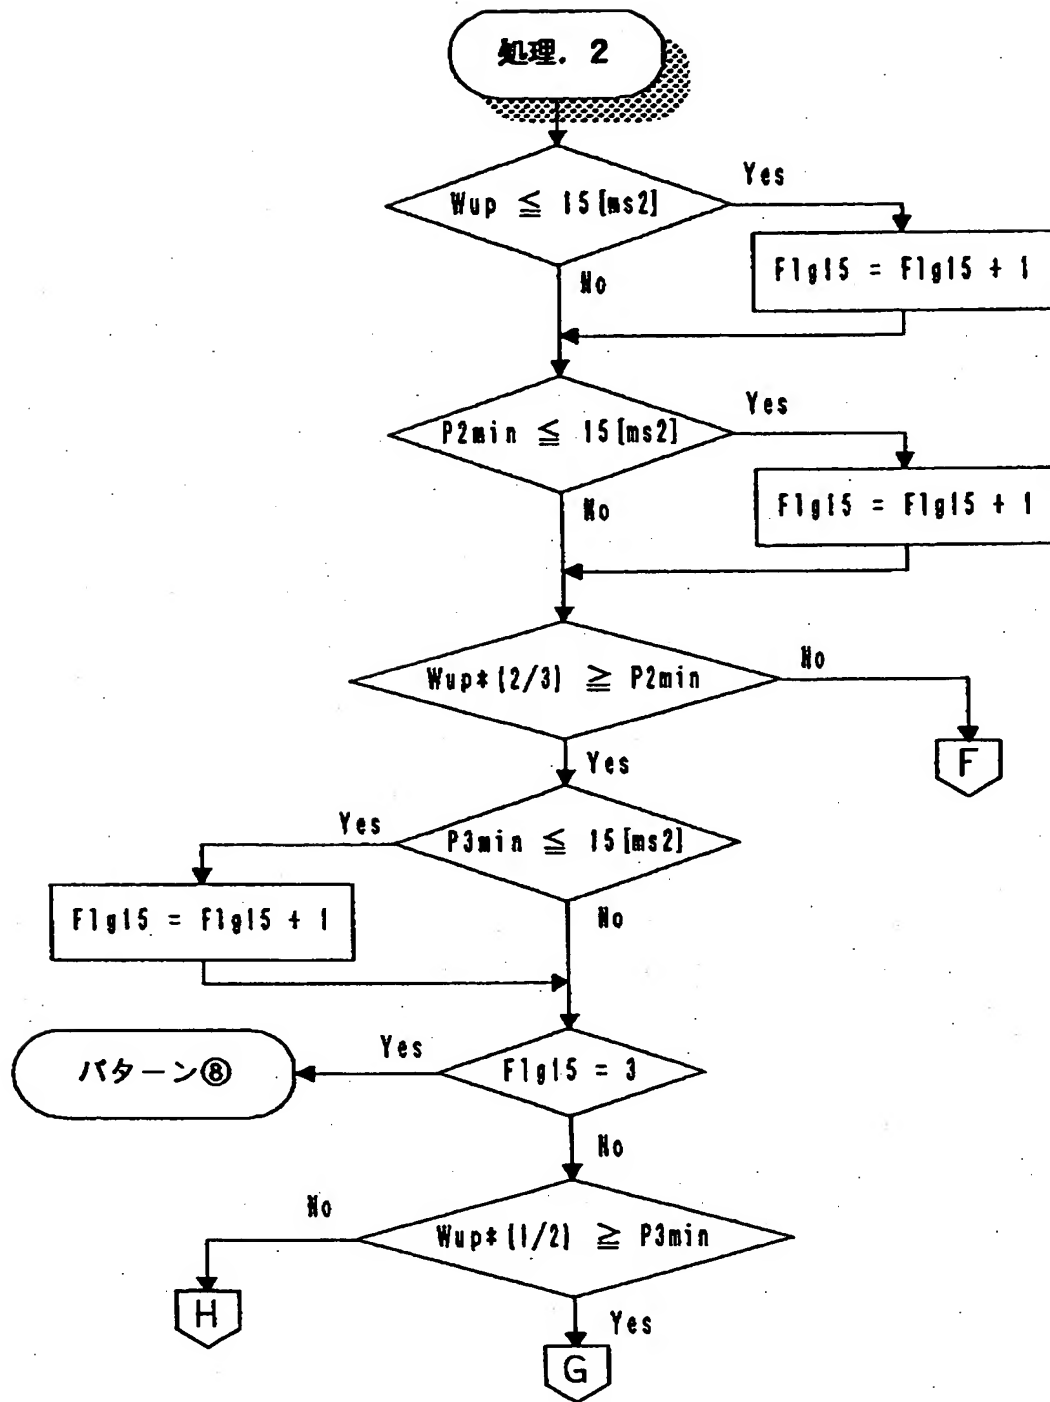 処理．2
Wup ≦ 15[ms2]
Yes
Flg15 = Flg15 + 1
No
P2min ≦ 15[ms2]
Yes
Flg15 = Flg15 + 1
No
Wup*(2/3) ≧ P2min
No
F
Yes
P3min ≦ 15[ms2]
Yes
Flg15 = Flg15 + 1
No
Flg15 = 3
Yes
パターン⑧
No
Wup*(1/2) ≧ P3min
No
H
Yes
G